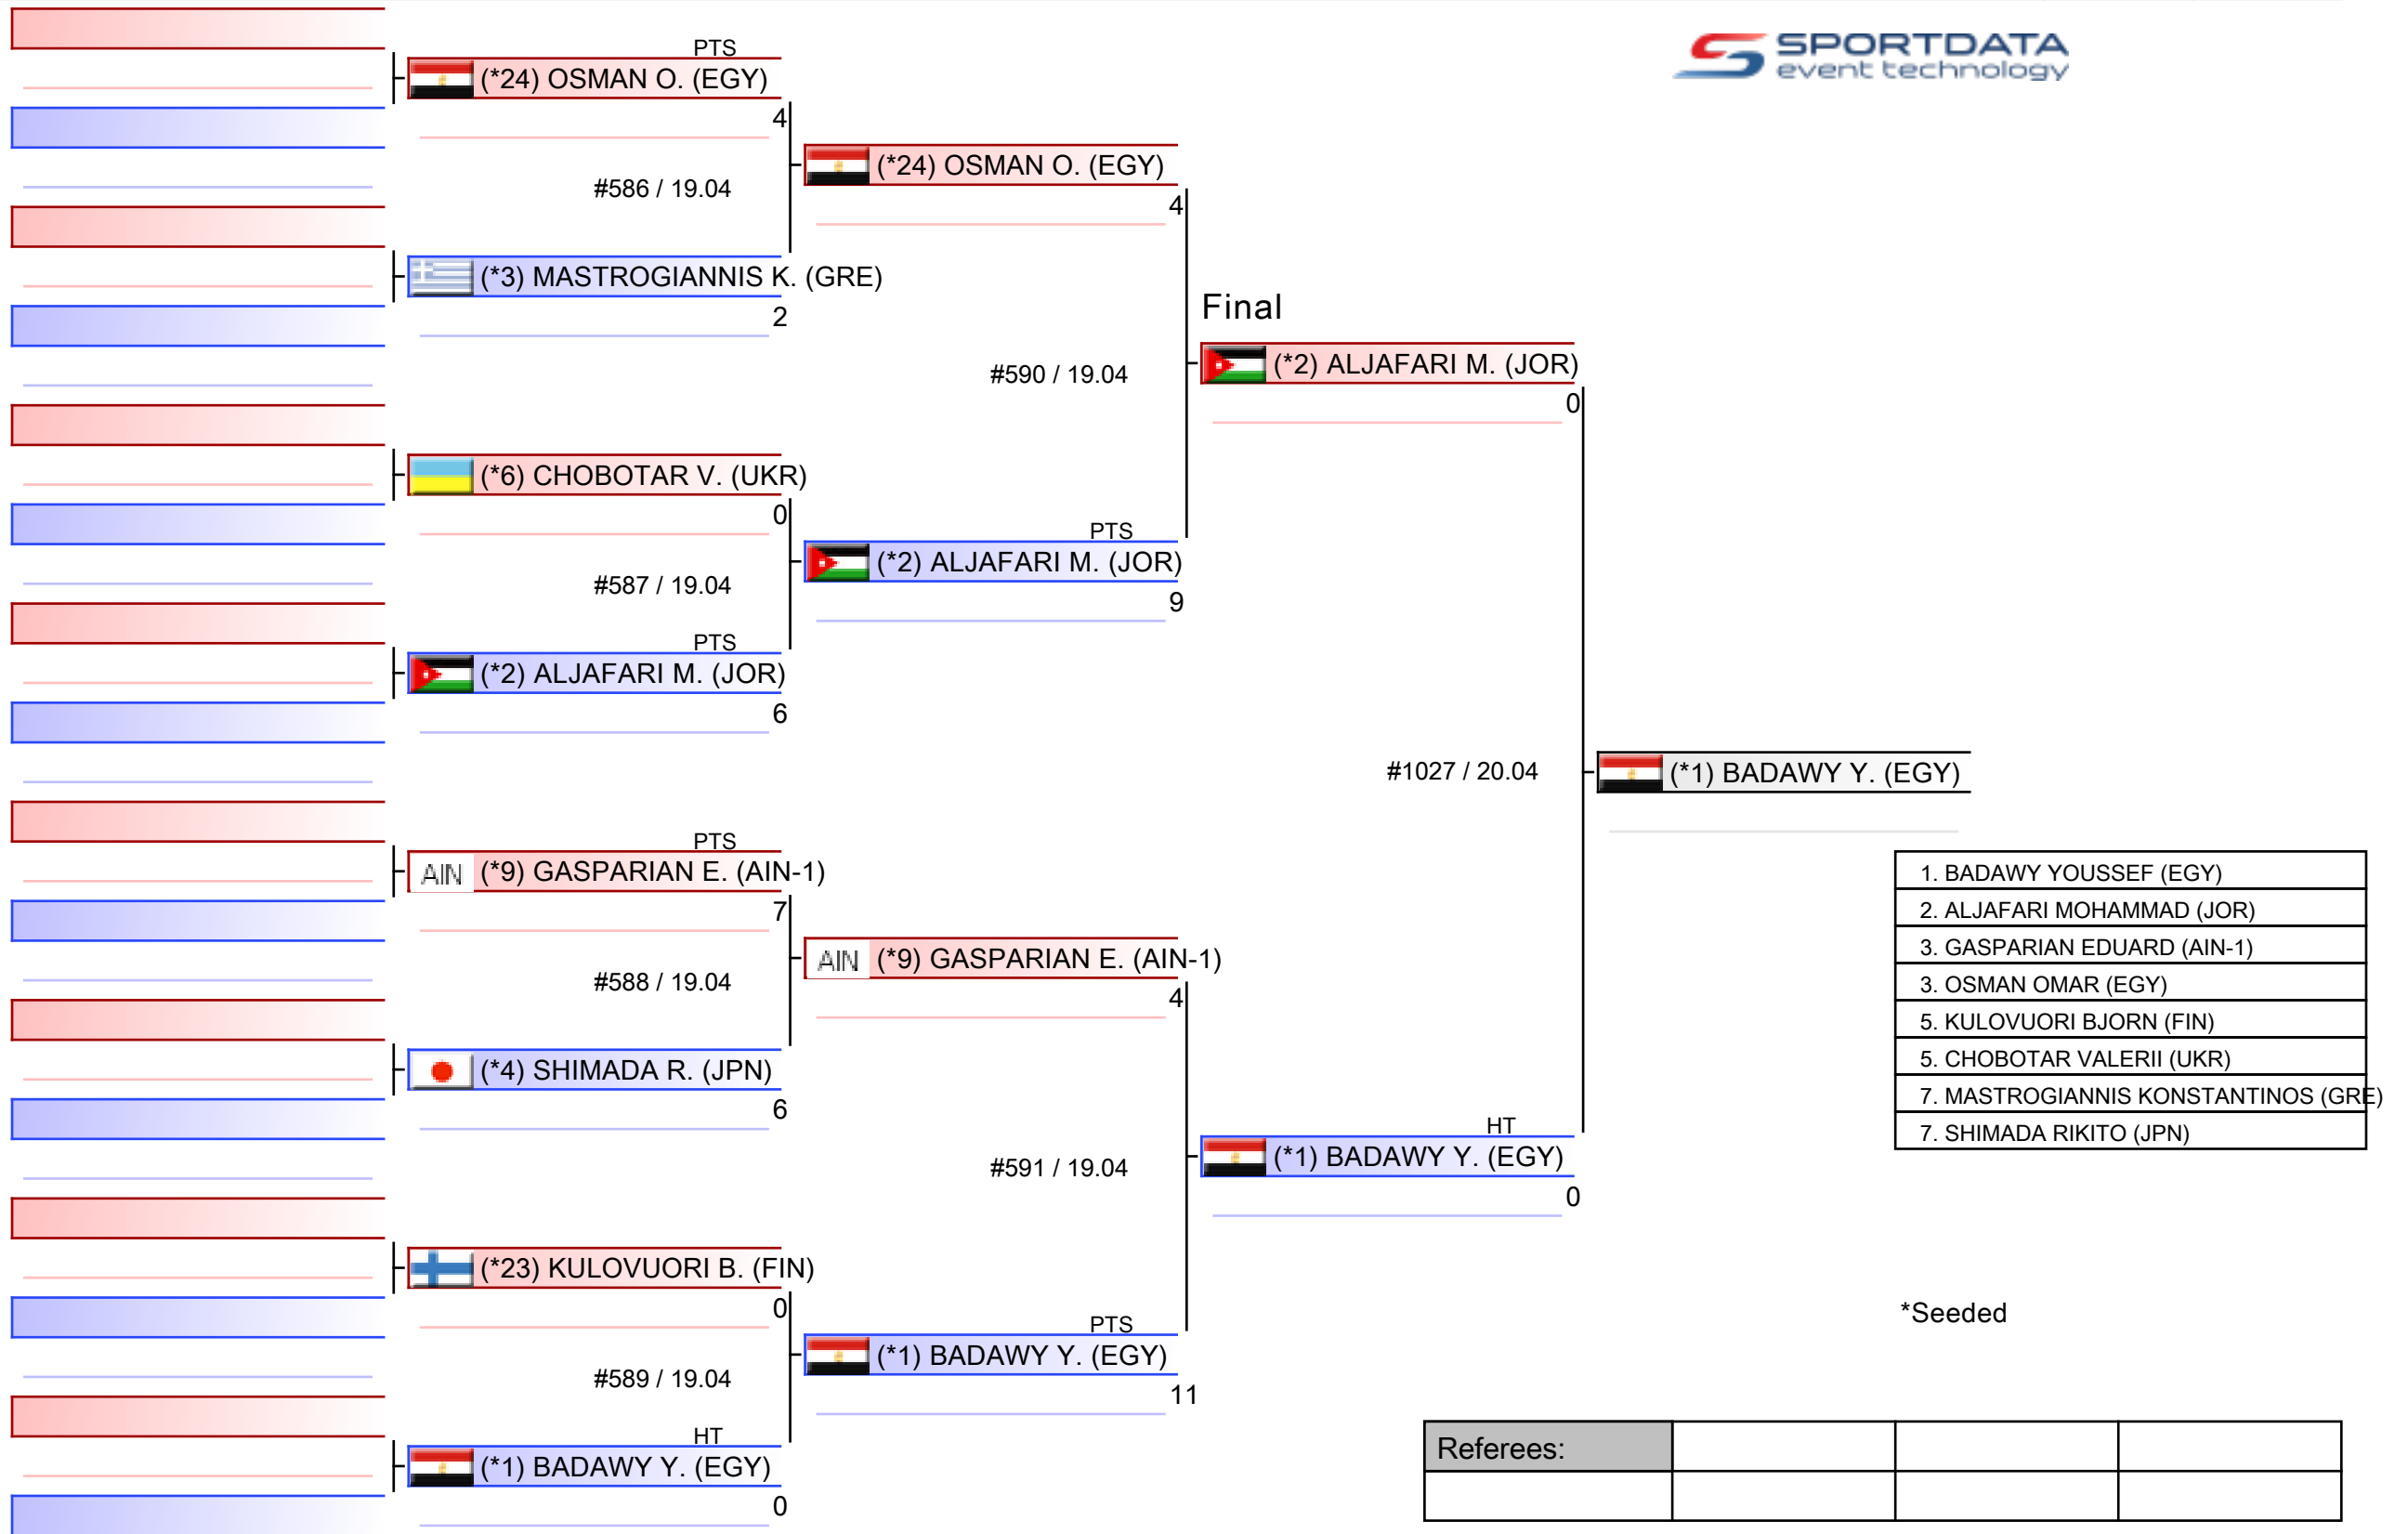 SPORTDATA
event technology
PTS
(*24) OSMAN O. (EGY)
4
#586 / 19.04
(*3) MASTROGIANNIS K. (GRE)
2
(*6) CHOBOTAR V. (UKR)
0
#587 / 19.04
PTS
(*2) ALJAFARI M. (JOR)
6
PTS
AIN (*9) GASPARIAN E. (AIN-1)
7
#588 / 19.04
(*4) SHIMADA R. (JPN)
6
(*23) KULOVUORI B. (FIN)
0
#589 / 19.04
HT
(*1) BADAWY Y. (EGY)
0
(*24) OSMAN O. (EGY)
4
#590 / 19.04
PTS
(*2) ALJAFARI M. (JOR)
9
AIN (*9) GASPARIAN E. (AIN-1)
4
#591 / 19.04
PTS
(*1) BADAWY Y. (EGY)
11
Final
(*2) ALJAFARI M. (JOR)
0
#1027 / 20.04
HT
(*1) BADAWY Y. (EGY)
0
(*1) BADAWY Y. (EGY)
1. BADAWY YOUSSEF (EGY)
2. ALJAFARI MOHAMMAD (JOR)
3. GASPARIAN EDUARD (AIN-1)
3. OSMAN OMAR (EGY)
5. KULOVUORI BJORN (FIN)
5. CHOBOTAR VALERII (UKR)
7. MASTROGIANNIS KONSTANTINOS (GRE)
7. SHIMADA RIKITO (JPN)
*Seeded
Referees: